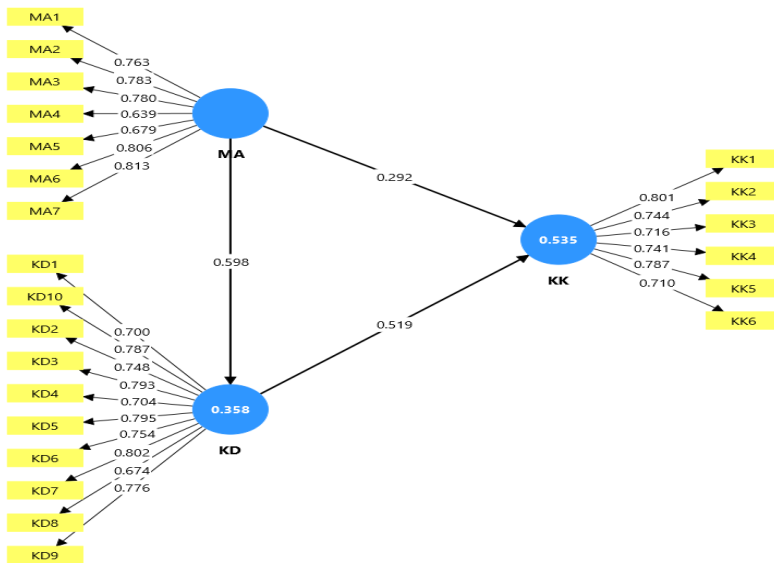 MA1
MA2
MA3
MA4
MA5
MA6
MA7
0.763
0.783
0.780
0.639
0.679
0.806
0.813
MA
0.292
0.598
KK1
KK2
KK3
KK4
KK5
KK6
0.801
0.744
0.716
0.741
0.787
0.710
0.535
KK
0.519
KD1
KD10
KD2
KD3
KD4
KD5
KD6
KD7
KD8
KD9
0.700
0.787
0.748
0.793
0.704
0.795
0.754
0.802
0.674
0.776
0.358
KD